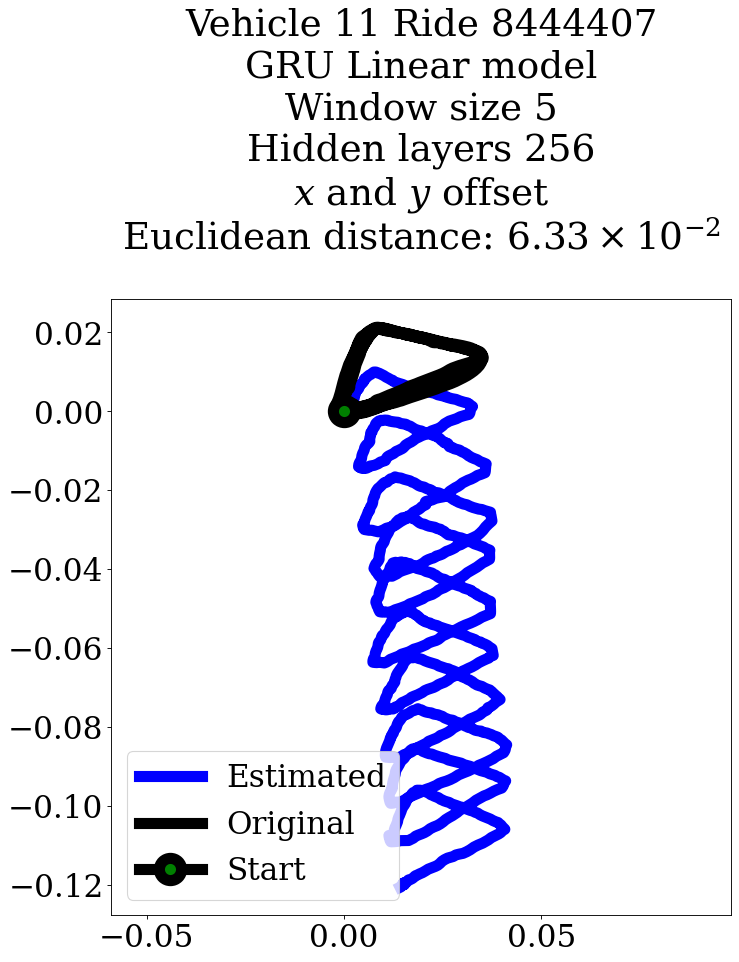 Vehicle 11 Ride 8444407
GRU Linear model
Window size 5
Hidden layers 256
x and y offset
Euclidean distance: 6.33 × 10⁻²
0.02
0.00
−0.02
−0.04
−0.06
−0.08
−0.10
−0.12
Estimated
Original
Start
−0.05
0.00
0.05